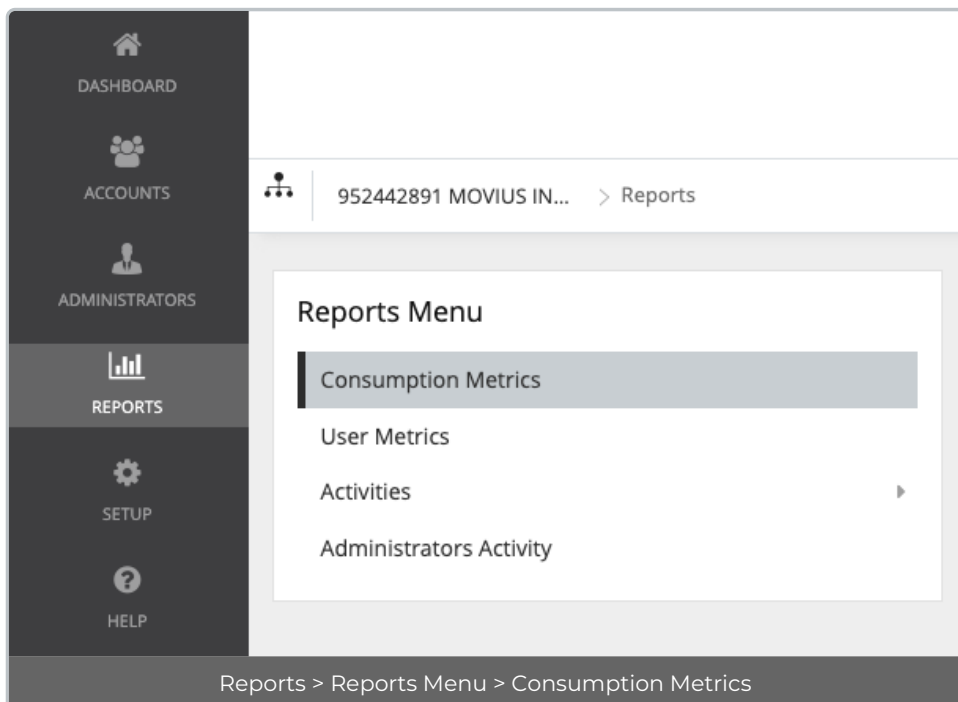 DASHBOARD
ACCOUNTS
ADMINISTRATORS
REPORTS
SETUP
HELP
952442891 MOVIUS IN... > Reports
Reports Menu
Consumption Metrics
User Metrics
Activities
Administrators Activity
Reports > Reports Menu > Consumption Metrics